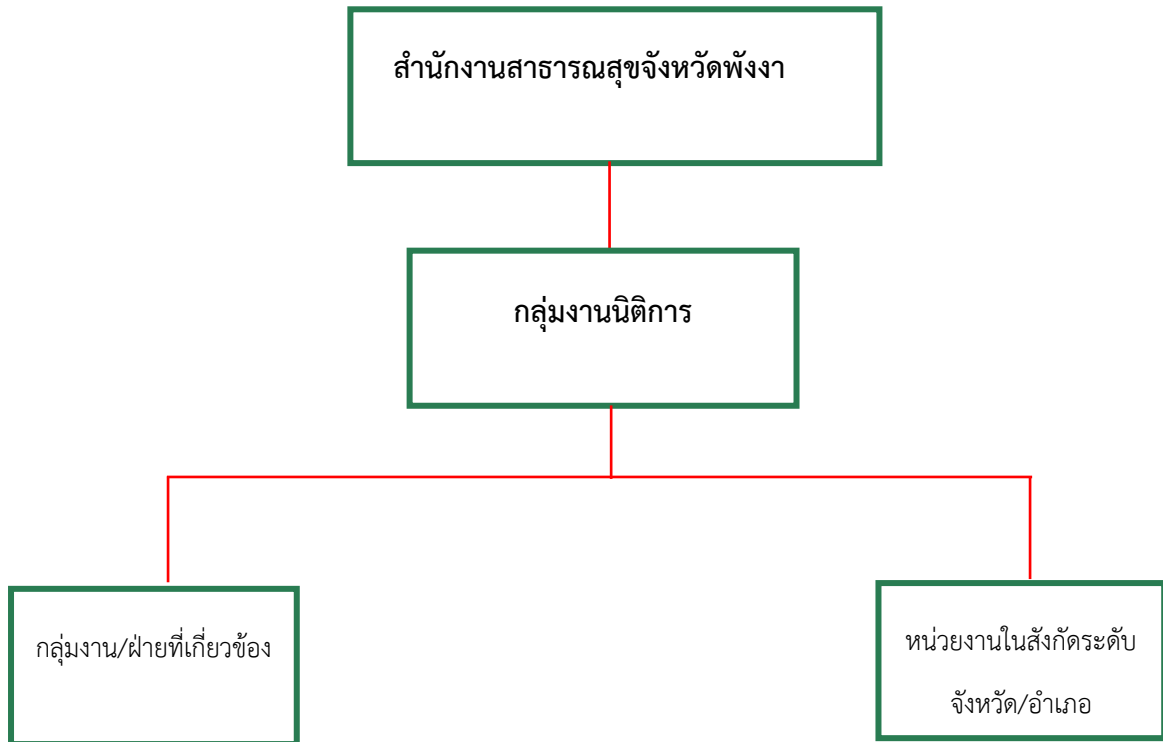 สำนักงานสาธารณสุขจังหวัดพังงา
กลุ่มงานนิติการ
กลุ่มงาน/ฝ่ายที่เกี่ยวข้อง
หน่วยงานในสังกัดระดับ
จังหวัด/อำเภอ